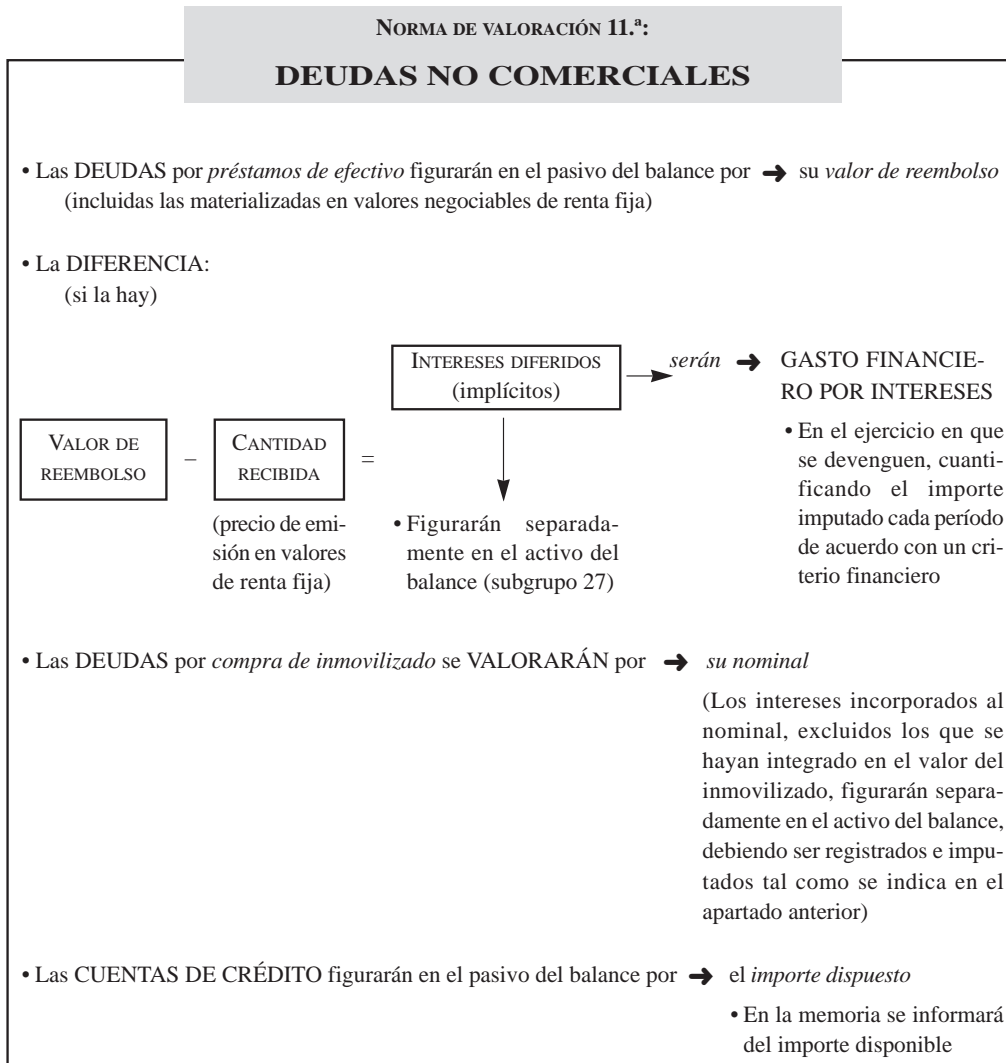 NORMA DE VALORACIÓN 11.ª:
DEUDAS NO COMERCIALES
• Las DEUDAS por préstamos de efectivo figurarán en el pasivo del balance por ➜ su valor de reembolso
(incluidas las materializadas en valores negociables de renta fija)
• La DIFERENCIA:
(si la hay)
VALOR DE
REEMBOLSO
–
CANTIDAD
RECIBIDA
(precio de emi-
sión en valores
de renta fija)
=
INTERESES DIFERIDOS
(implícitos)
• Figurarán separada-
mente en el activo del
balance (subgrupo 27)
serán ➜ GASTO FINANCIE-
RO POR INTERESES
• En el ejercicio en que
se devenguen, cuanti-
ficando el importe
imputado cada período
de acuerdo con un cri-
terio financiero
• Las DEUDAS por compra de inmovilizado se VALORARÁN por ➜ su nominal
(Los intereses incorporados al
nominal, excluidos los que se
hayan integrado en el valor del
inmovilizado, figurarán separa-
damente en el activo del balance,
debiendo ser registrados e impu-
tados tal como se indica en el
apartado anterior)
• Las CUENTAS DE CRÉDITO figurarán en el pasivo del balance por ➜ el importe dispuesto
• En la memoria se informará
del importe disponible